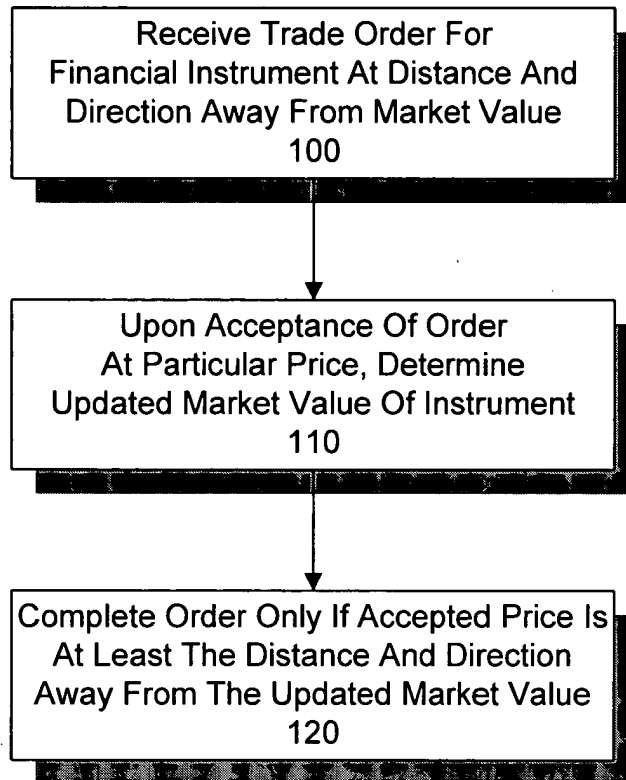 Receive Trade Order For
Financial Instrument At Distance And
Direction Away From Market Value
100
Upon Acceptance Of Order
At Particular Price, Determine
Updated Market Value Of Instrument
110
Complete Order Only If Accepted Price Is
At Least The Distance And Direction
Away From The Updated Market Value
120